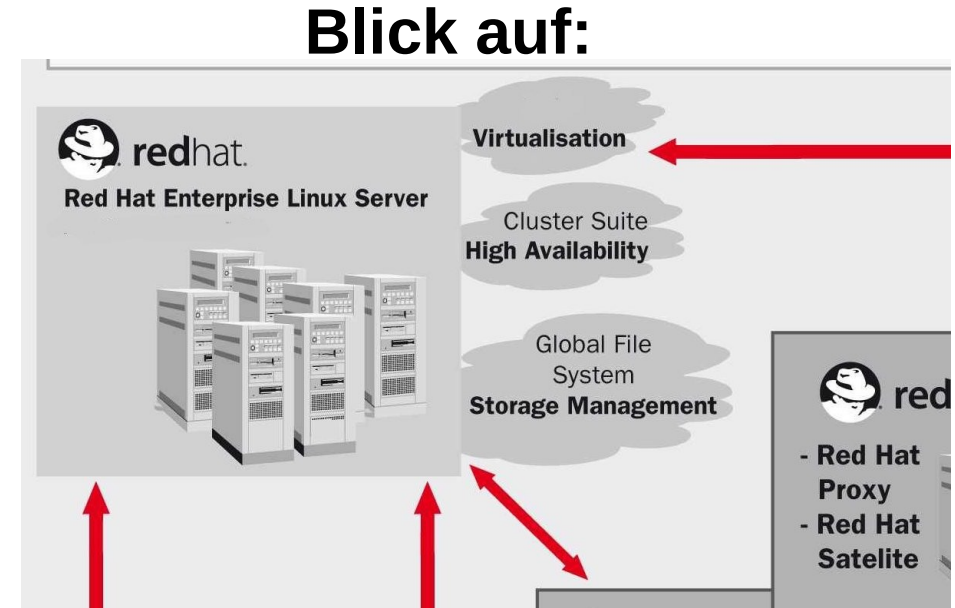 Blick auf:
redhat.
Red Hat Enterprise Linux Server
Virtualisation
Cluster Suite
High Availability
Global File
System
Storage Management
red
- Red Hat
Proxy
- Red Hat
Satelite